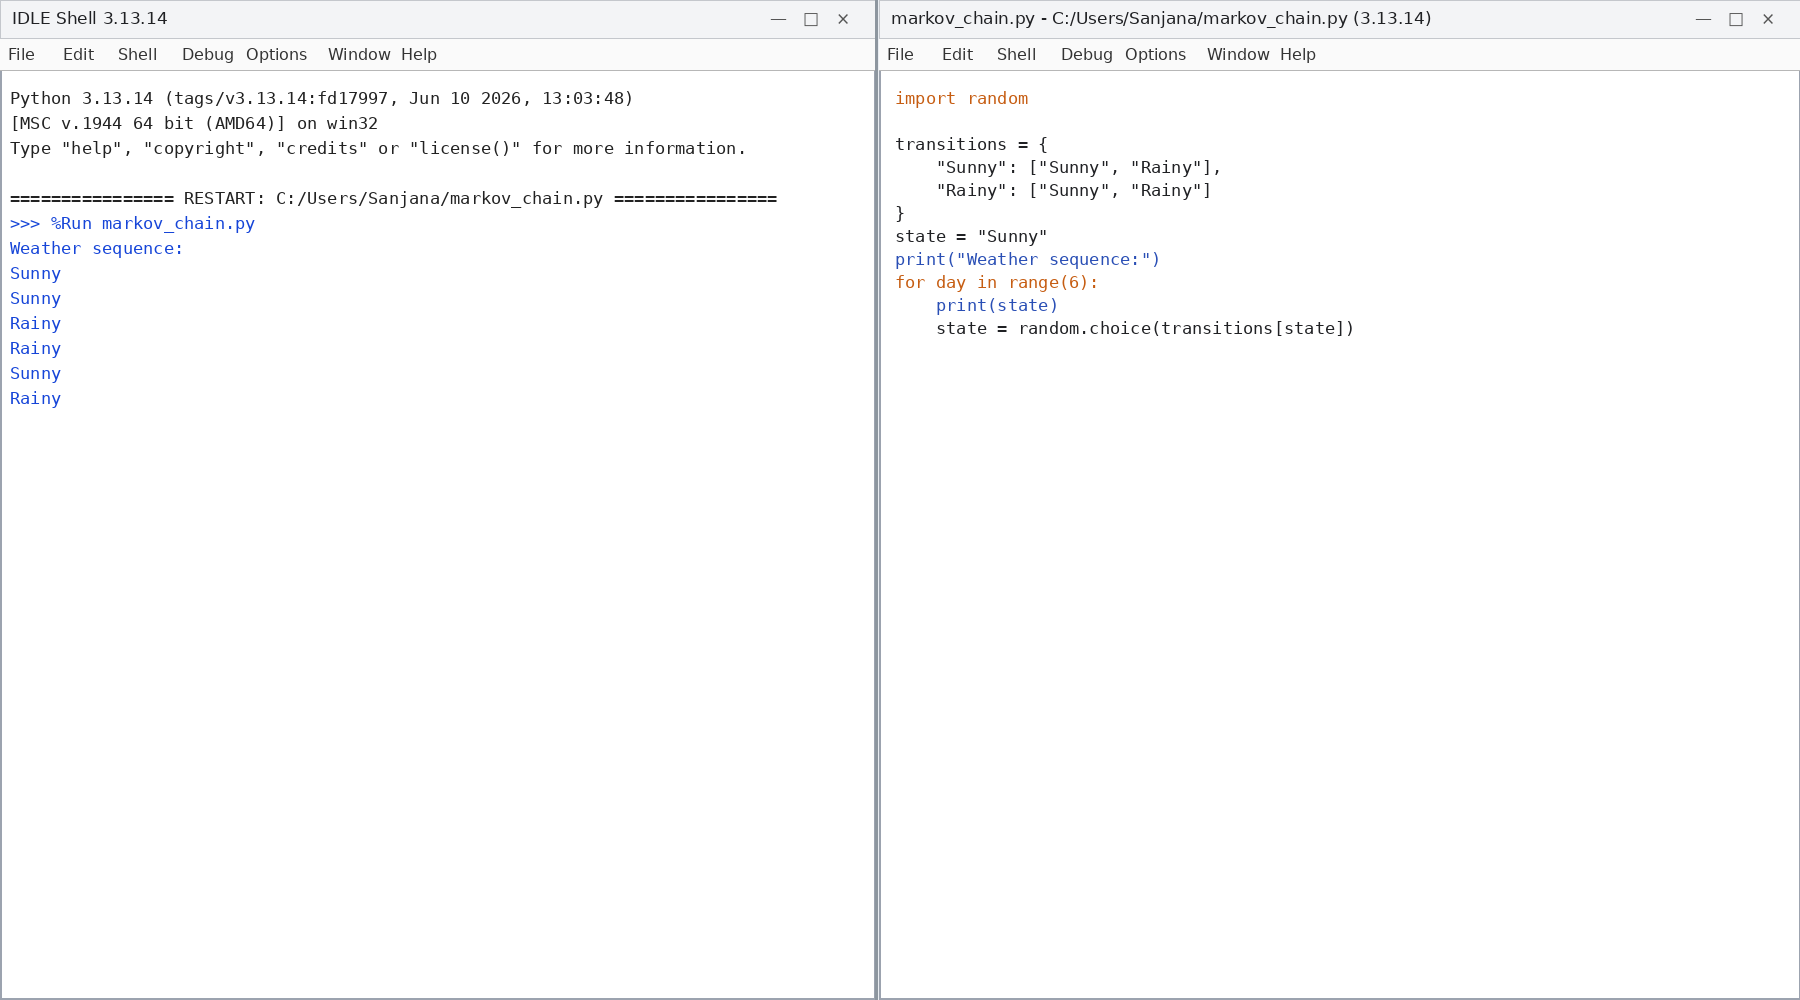 IDLE Shell 3.13.14
— □ ×
File Edit Shell Debug Options Window Help
Python 3.13.14 (tags/v3.13.14:fd17997, Jun 10 2026, 13:03:48)
[MSC v.1944 64 bit (AMD64)] on win32
Type "help", "copyright", "credits" or "license()" for more information.
================ RESTART: C:/Users/Sanjana/markov_chain.py ================
>>> %Run markov_chain.py
Weather sequence:
Sunny
Sunny
Rainy
Rainy
Sunny
Rainy
markov_chain.py - C:/Users/Sanjana/markov_chain.py (3.13.14)
— □ ×
File Edit Shell Debug Options Window Help
import random
transitions = {
    "Sunny": ["Sunny", "Rainy"],
    "Rainy": ["Sunny", "Rainy"]
}
state = "Sunny"
print("Weather sequence:")
for day in range(6):
    print(state)
    state = random.choice(transitions[state])